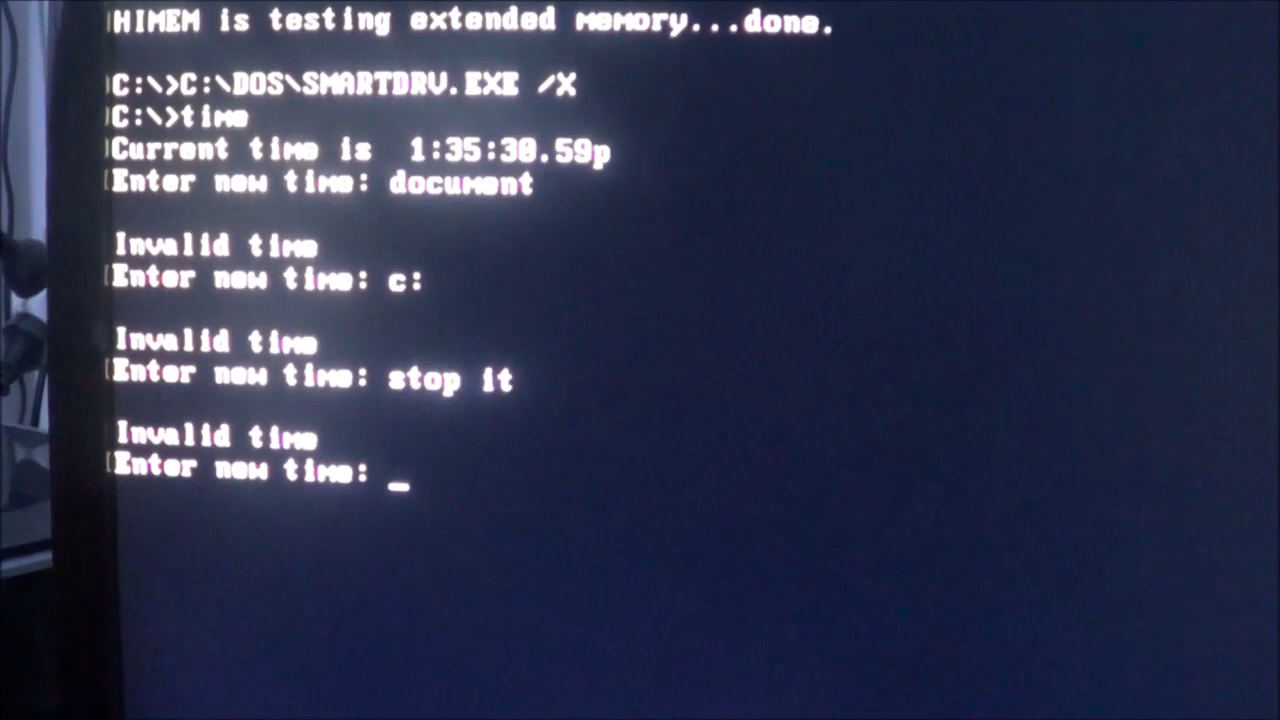 HIMEM is testing extended memory...done.
C:\>C:\DOS\SMARTDRV.EXE /X
C:\>time
Current time is  1:35:30.59p
Enter new time: document
Invalid time
Enter new time: c:
Invalid time
Enter new time: stop it
Invalid time
Enter new time: _